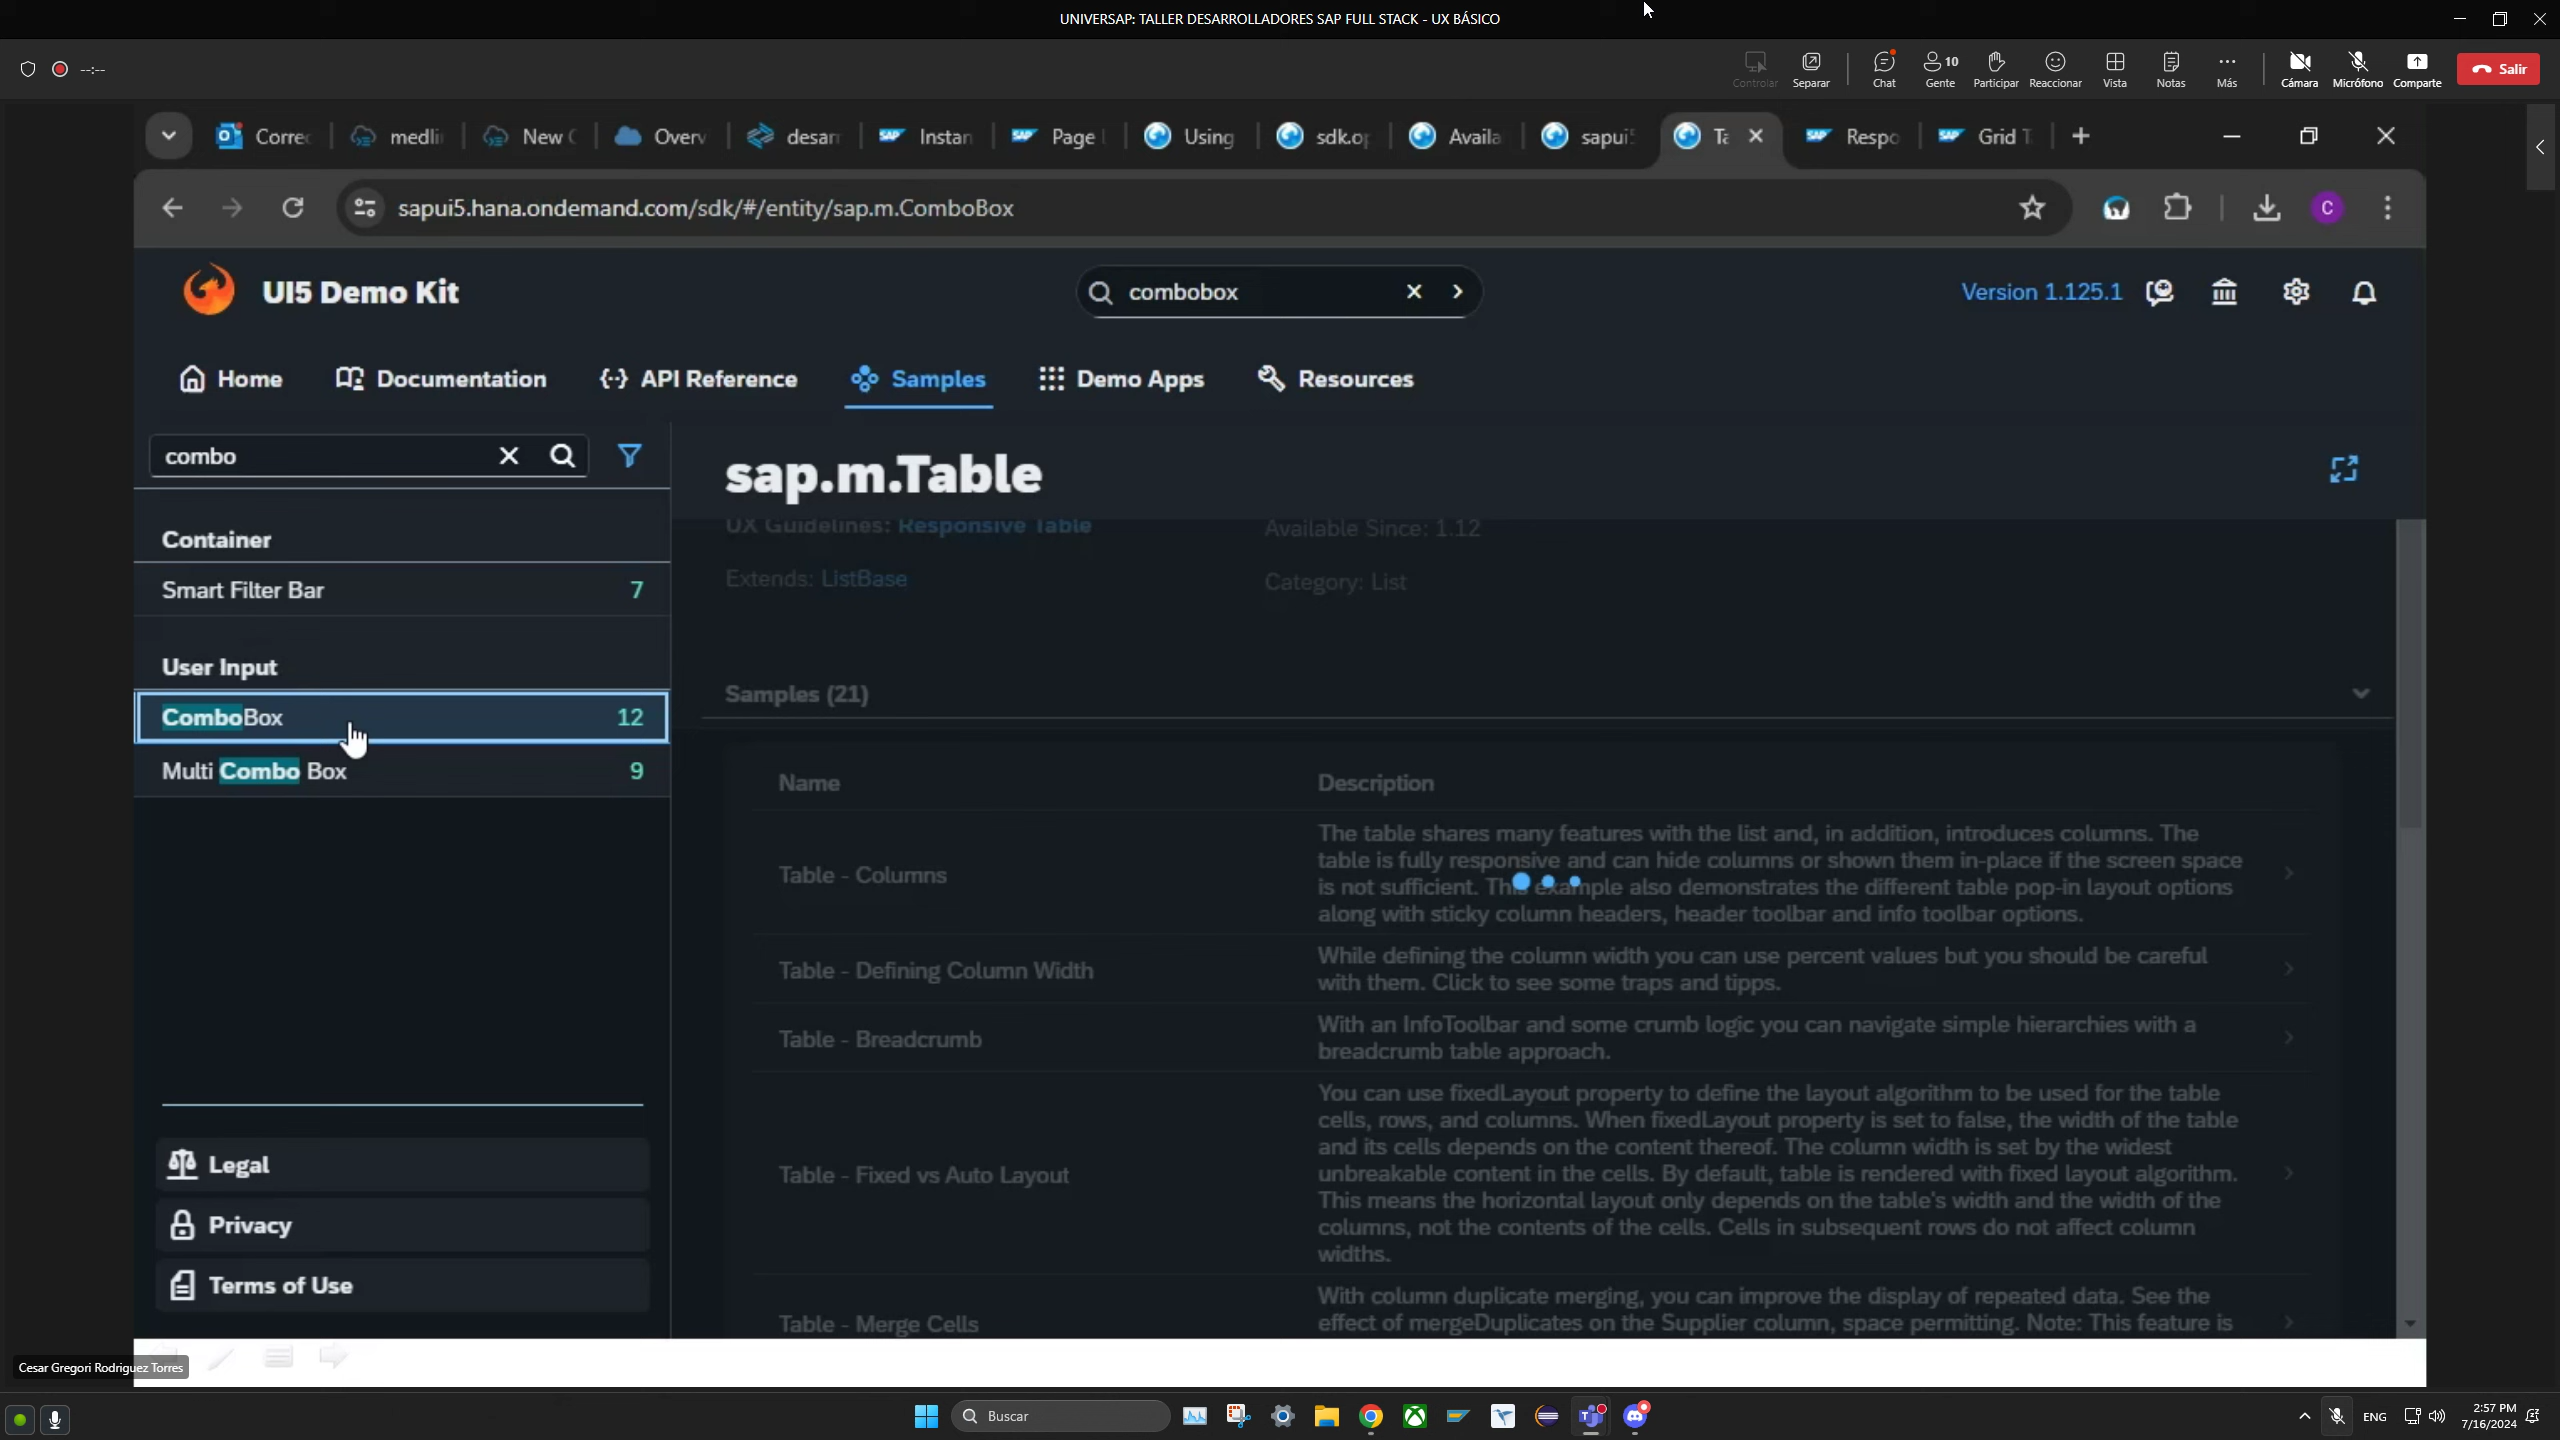 UNIVERSAP: TALLER DESARROLLADORES SAP FULL STACK - UX BÁSICO
--:--
Controlar
Separar
Chat
10
Gente
Participar
Reaccionar
Vista
Notas
Más
Cámara
Micrófono
Comparte
Salir
Correc
medli
New C
Overv
desar
Instan
Page
Using
sdk.o
Availa
sapui
Ta
Respo
Grid T
sapui5.hana.ondemand.com/sdk/#/entity/sap.m.ComboBox
C
UI5 Demo Kit
combobox
Version 1.125.1
Home
Documentation
API Reference
Samples
Demo Apps
Resources
combo
Container
Smart Filter Bar 7
User Input
ComboBox 12
Multi Combo Box 9
Legal
Privacy
Terms of Use
sap.m.Table
UX Guidelines: Responsive Table
Available Since: 1.12
Extends: ListBase
Category: List
Samples (21)
Name
Description
Table - Columns
The table shares many features with the list and, in addition, introduces columns. The
table is fully responsive and can hide columns or shown them in-place if the screen space
is not sufficient. This example also demonstrates the different table pop-in layout options
along with sticky column headers, header toolbar and info toolbar options.
Table - Defining Column Width
While defining the column width you can use percent values but you should be careful
with them. Click to see some traps and tipps.
Table - Breadcrumb
With an InfoToolbar and some crumb logic you can navigate simple hierarchies with a
breadcrumb table approach.
Table - Fixed vs Auto Layout
You can use fixedLayout property to define the layout algorithm to be used for the table
cells, rows, and columns. When fixedLayout property is set to false, the width of the table
and its cells depends on the content thereof. The column width is set by the widest
unbreakable content in the cells. By default, table is rendered with fixed layout algorithm.
This means the horizontal layout only depends on the table's width and the width of the
columns, not the contents of the cells. Cells in subsequent rows do not affect column
widths.
Table - Merge Cells
With column duplicate merging, you can improve the display of repeated data. See the
effect of mergeDuplicates on the Supplier column, space permitting. Note: This feature is
Cesar Gregori Rodriguez Torres
Buscar
ENG
2:57 PM
7/16/2024